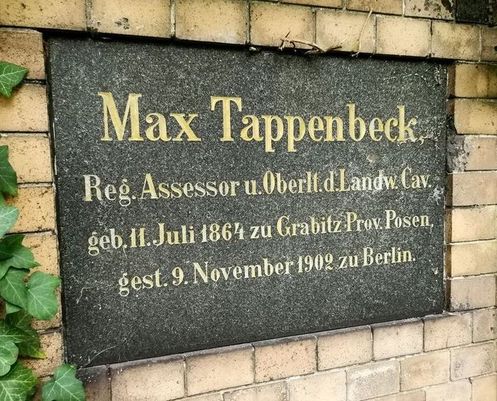 Max Tappenbeck,
Reg. Assessor u. Oberlt. d. Landw. Cav.
geb. 11. Juli 1864 zu Grabitz Prov. Posen,
gest. 9. November 1902 zu Berlin.